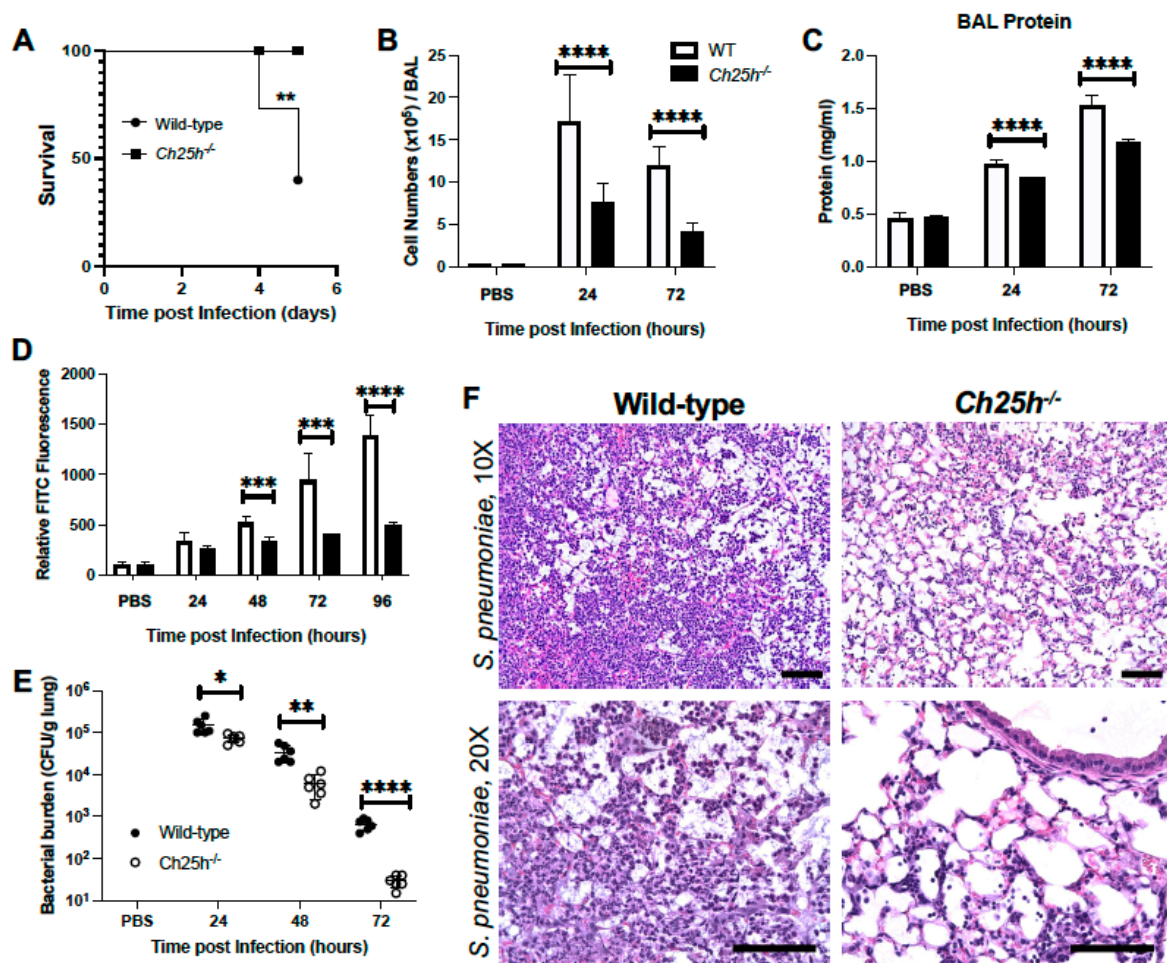 A
100
50
0
Survival
**
Wild-type
Ch25h-/-
0 2 4 6
Time post Infection (days)
B
25
20
15
10
5
0
Cell Numbers (x10⁵) / BAL
****
****
WT
Ch25h-/-
PBS 24 72
Time post Infection (hours)
BAL Protein
C
2.0
1.5
1.0
0.5
0.0
Protein (mg/ml)
****
****
PBS 24 72
Time post Infection (hours)
D
2000
1500
1000
500
0
Relative FITC Fluorescence
***
***
****
PBS 24 48 72 96
Time post Infection (hours)
E
10⁶
10⁵
10⁴
10³
10²
10¹
Bacterial burden (CFU/g lung)
*
**
****
Wild-type
Ch25h-/-
PBS 24 48 72
Time post Infection (hours)
F
Wild-type Ch25h-/-
S. pneumoniae, 10X
S. pneumoniae, 20X